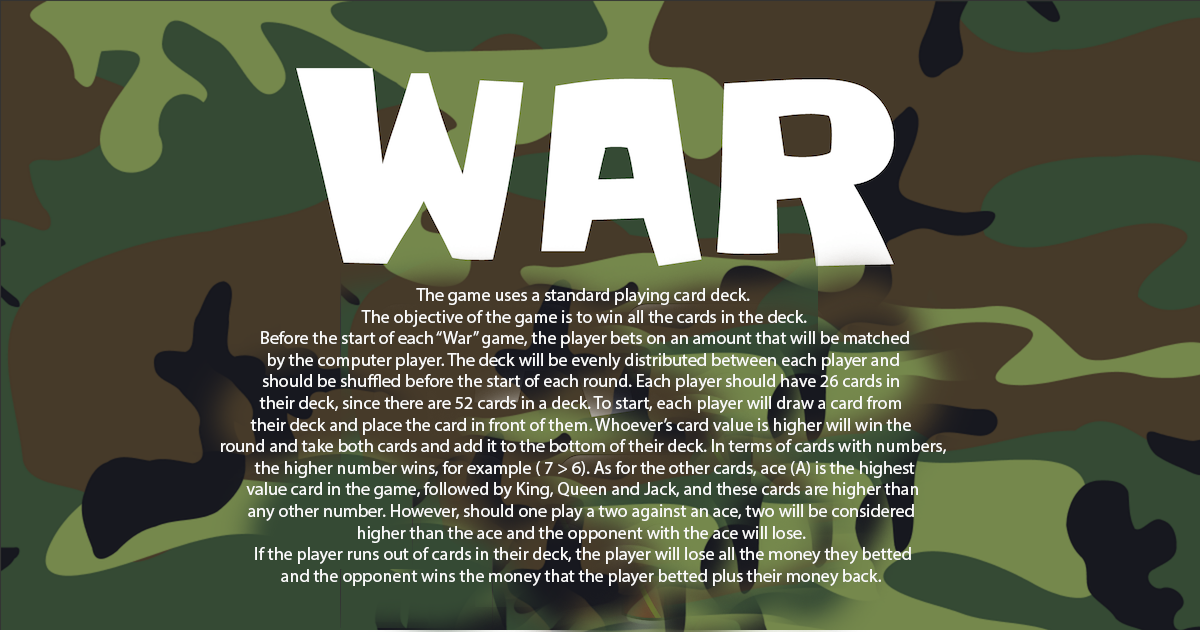 WAR
The game uses a standard playing card deck.
The objective of the game is to win all the cards in the deck.
Before the start of each “War” game, the player bets on an amount that will be matched
by the computer player. The deck will be evenly distributed between each player and
should be shuffled before the start of each round. Each player should have 26 cards in
their deck, since there are 52 cards in a deck. To start, each player will draw a card from
their deck and place the card in front of them. Whoever’s card value is higher will win the
round and take both cards and add it to the bottom of their deck. In terms of cards with numbers,
the higher number wins, for example ( 7 > 6). As for the other cards, ace (A) is the highest
value card in the game, followed by King, Queen and Jack, and these cards are higher than
any other number. However, should one play a two against an ace, two will be considered
higher than the ace and the opponent with the ace will lose.
If the player runs out of cards in their deck, the player will lose all the money they betted
and the opponent wins the money that the player betted plus their money back.